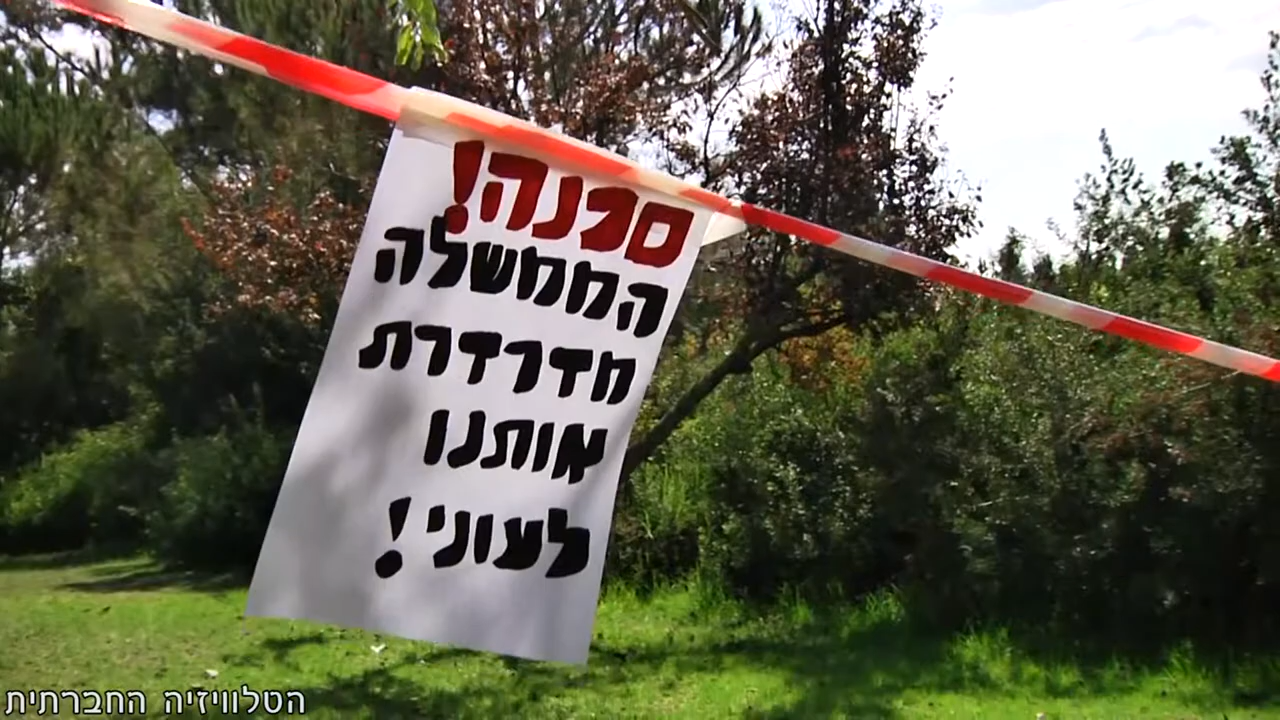 סכנה!
הממשלה
מדרדרת
אותנו
לעוני!
הטלוויזיה החברתית